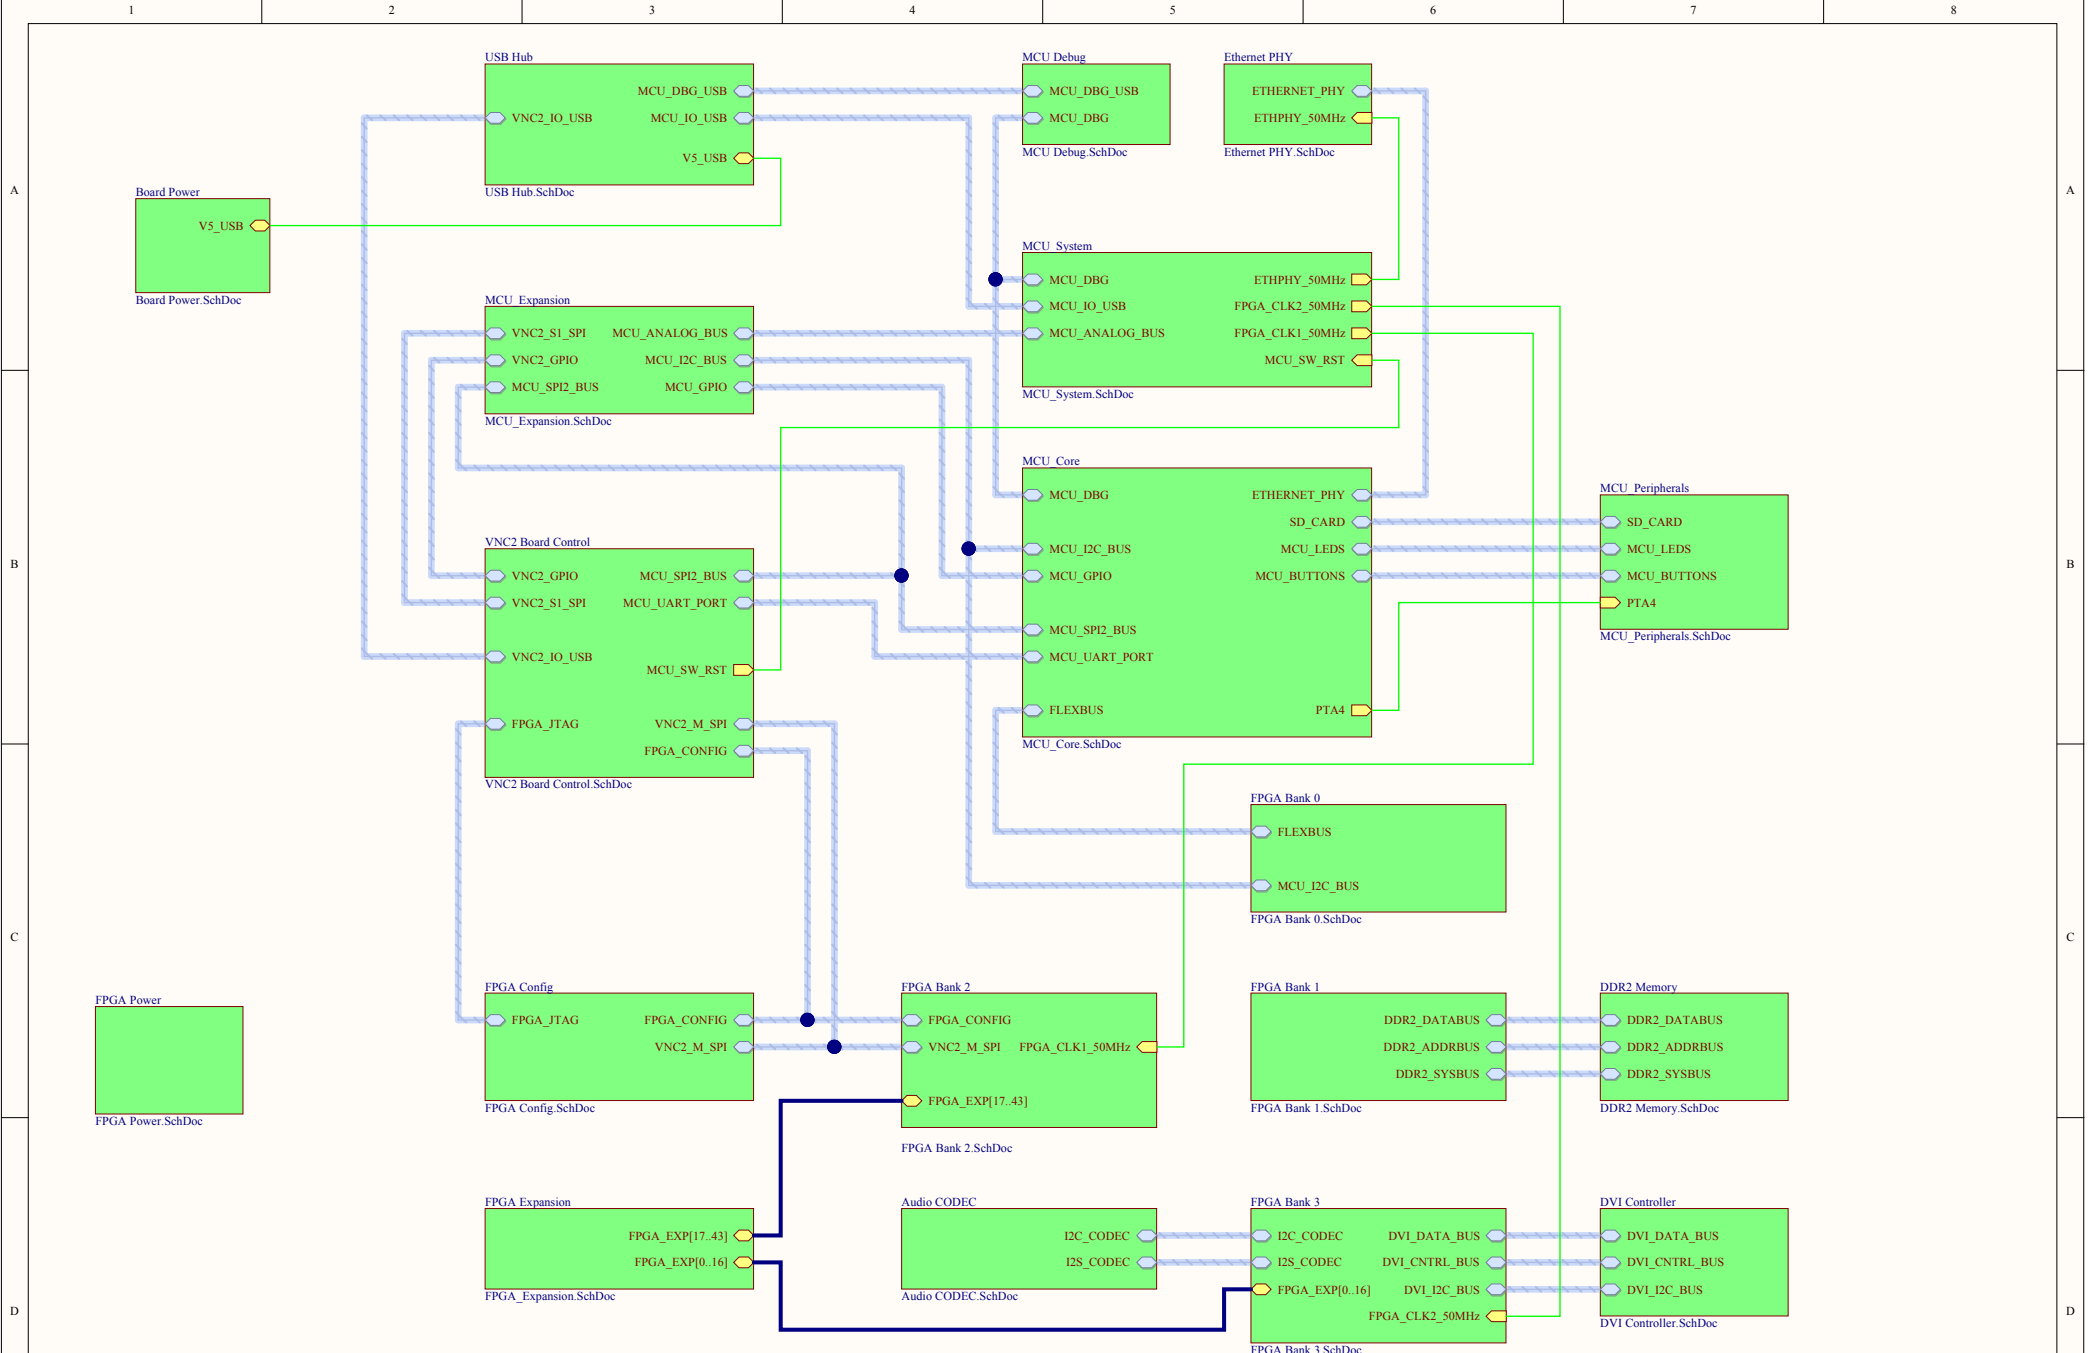 1 2 3 4 5 6 7 8
USB Hub
MCU_DBG_USB
VNC2_IO_USB
MCU_IO_USB
V5_USB
USB Hub.SchDoc
MCU Debug
MCU_DBG_USB
MCU_DBG
MCU Debug.SchDoc
Ethernet PHY
ETHERNET_PHY
ETHPHY_50MHz
Ethernet PHY.SchDoc
A
A
Board Power
V5_USB
Board Power.SchDoc
MCU_System
MCU_DBG
ETHPHY_50MHz
MCU_IO_USB
FPGA_CLK2_50MHz
MCU_ANALOG_BUS
FPGA_CLK1_50MHz
MCU_SW_RST
MCU_System.SchDoc
MCU_Expansion
VNC2_S1_SPI
MCU_ANALOG_BUS
VNC2_GPIO
MCU_I2C_BUS
MCU_SPI2_BUS
MCU_GPIO
MCU_Expansion.SchDoc
MCU_Core
MCU_DBG
ETHERNET_PHY
SD_CARD
MCU_I2C_BUS
MCU_LEDS
MCU_GPIO
MCU_BUTTONS
MCU_SPI2_BUS
MCU_UART_PORT
FLEXBUS
PTA4
MCU_Core.SchDoc
MCU_Peripherals
SD_CARD
MCU_LEDS
MCU_BUTTONS
PTA4
MCU_Peripherals.SchDoc
B
B
VNC2 Board Control
VNC2_GPIO
MCU_SPI2_BUS
VNC2_S1_SPI
MCU_UART_PORT
VNC2_IO_USB
MCU_SW_RST
FPGA_JTAG
VNC2_M_SPI
FPGA_CONFIG
VNC2 Board Control.SchDoc
FPGA Bank 0
FLEXBUS
MCU_I2C_BUS
FPGA Bank 0.SchDoc
C
C
FPGA Power
FPGA Power.SchDoc
FPGA Config
FPGA_JTAG
FPGA_CONFIG
VNC2_M_SPI
FPGA Config.SchDoc
FPGA Bank 2
FPGA_CONFIG
VNC2_M_SPI
FPGA_CLK1_50MHz
FPGA_EXP[17..43]
FPGA Bank 2.SchDoc
FPGA Bank 1
DDR2_DATABUS
DDR2_ADDRBUS
DDR2_SYSBUS
FPGA Bank 1.SchDoc
DDR2 Memory
DDR2_DATABUS
DDR2_ADDRBUS
DDR2_SYSBUS
DDR2 Memory.SchDoc
FPGA Expansion
FPGA_EXP[17..43]
FPGA_EXP[0..16]
FPGA_Expansion.SchDoc
Audio CODEC
I2C_CODEC
I2S_CODEC
Audio CODEC.SchDoc
FPGA Bank 3
I2C_CODEC
DVI_DATA_BUS
I2S_CODEC
DVI_CNTRL_BUS
FPGA_EXP[0..16]
DVI_I2C_BUS
FPGA_CLK2_50MHz
FPGA Bank 3.SchDoc
DVI Controller
DVI_DATA_BUS
DVI_CNTRL_BUS
DVI_I2C_BUS
DVI Controller.SchDoc
D
D